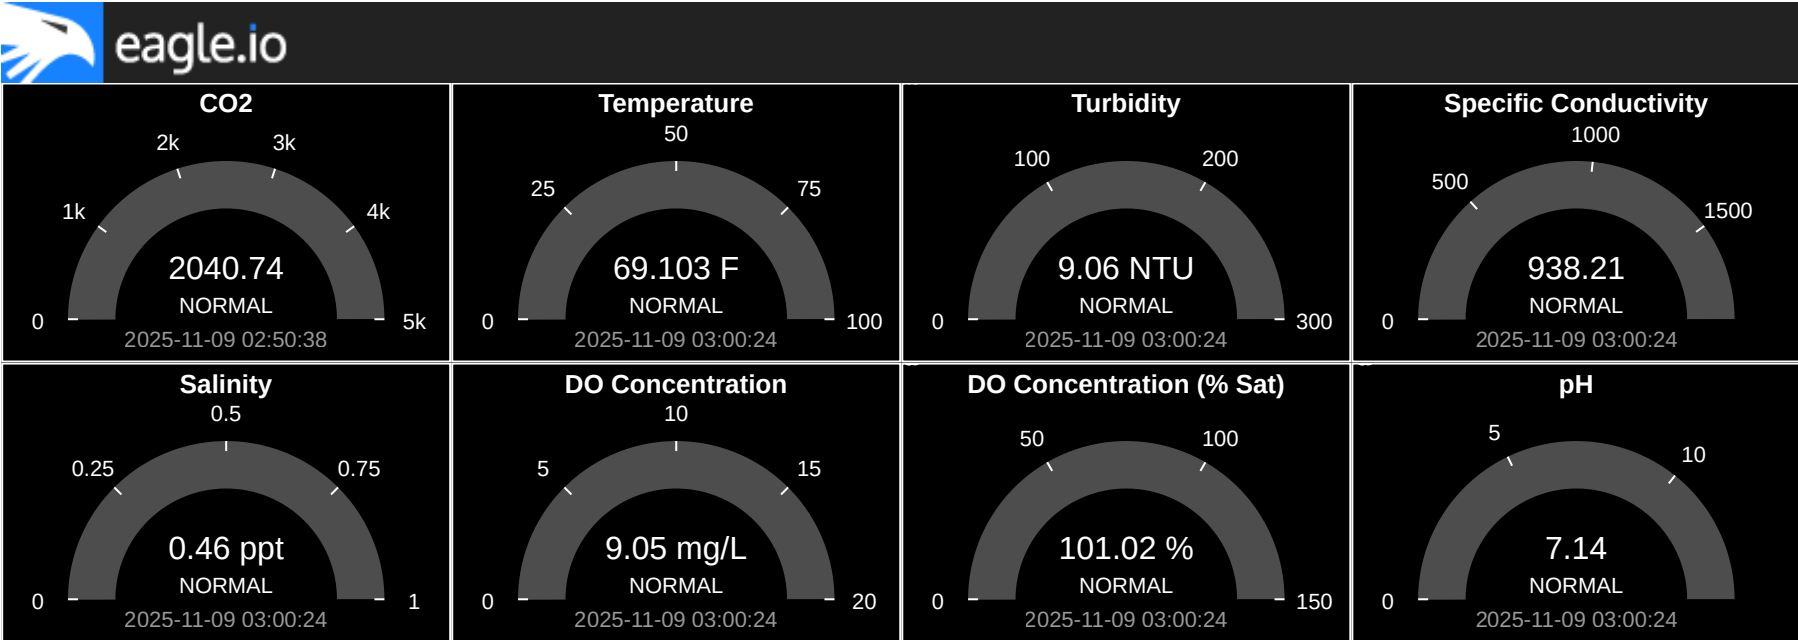 eagle.io
CO2
2k
3k
1k
4k
2040.74
NORMAL
0
5k
2025-11-09 02:50:38
Temperature
50
25
75
69.103 F
NORMAL
0
100
2025-11-09 03:00:24
Turbidity
100
200
9.06 NTU
NORMAL
0
300
2025-11-09 03:00:24
Specific Conductivity
1000
500
1500
938.21
NORMAL
0
2025-11-09 03:00:24
Salinity
0.5
0.25
0.75
0.46 ppt
NORMAL
0
1
2025-11-09 03:00:24
DO Concentration
10
5
15
9.05 mg/L
NORMAL
0
20
2025-11-09 03:00:24
DO Concentration (% Sat)
50
100
101.02 %
NORMAL
0
150
2025-11-09 03:00:24
pH
5
10
7.14
NORMAL
0
2025-11-09 03:00:24